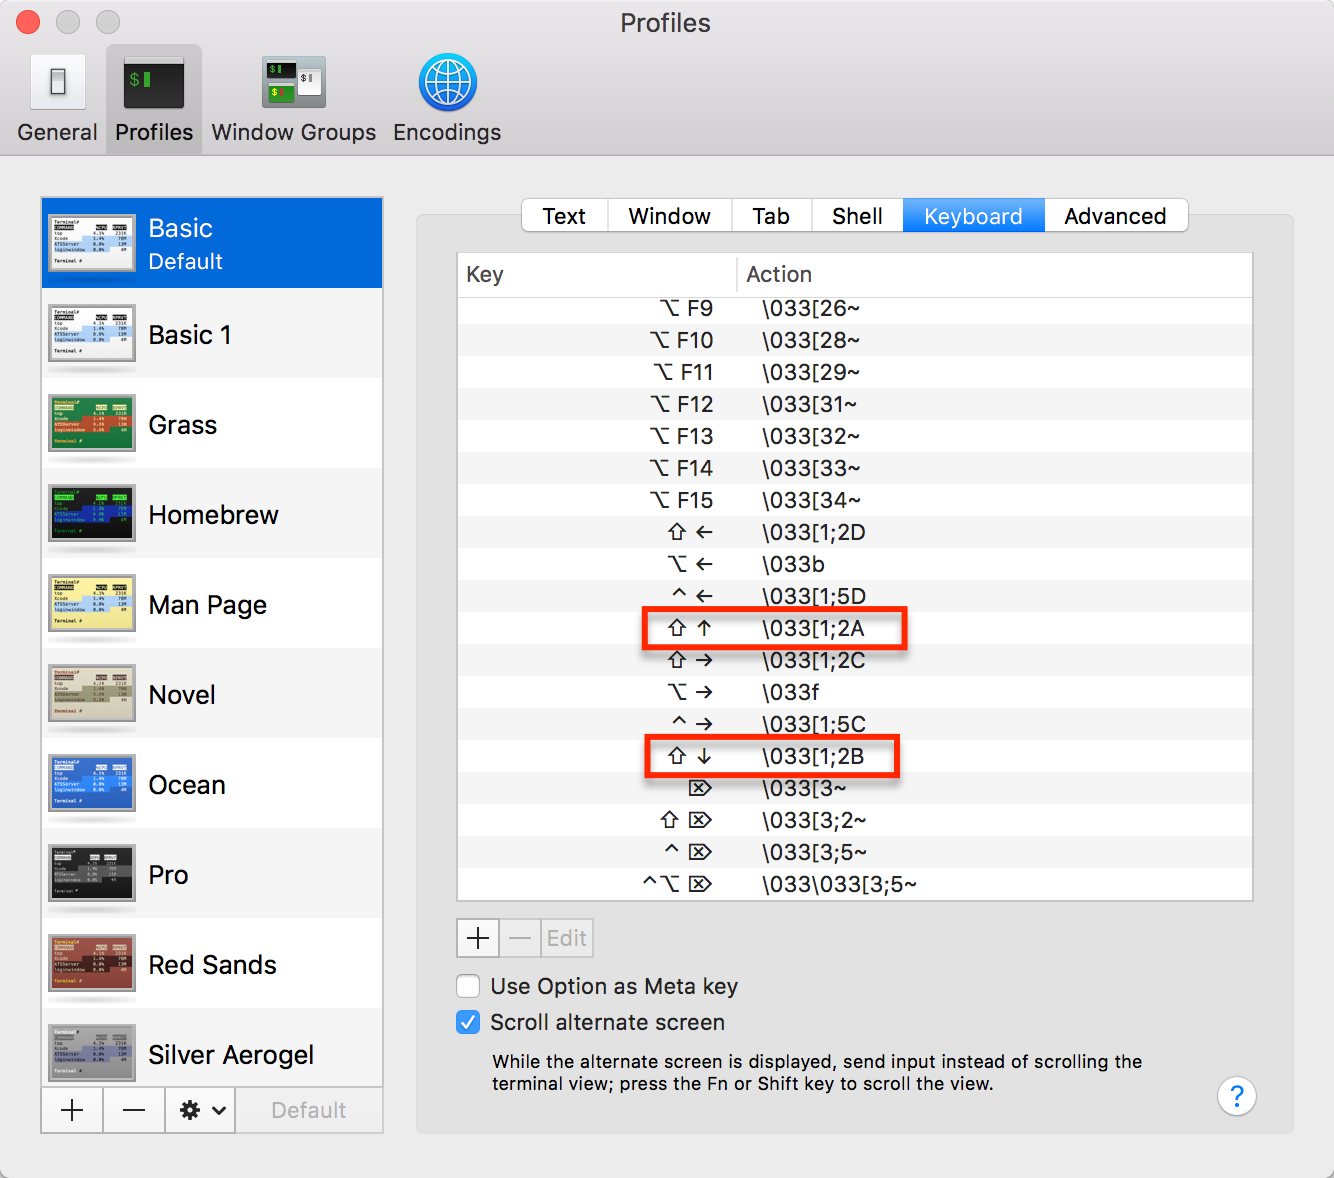 Profiles
General
Profiles
Window Groups
Encodings
Basic
Default
Basic 1
Grass
Homebrew
Man Page
Novel
Ocean
Pro
Red Sands
Silver Aerogel
Default
Text
Window
Tab
Shell
Keyboard
Advanced
Key Action
⌥ F9 \033[26~
⌥ F10 \033[28~
⌥ F11 \033[29~
⌥ F12 \033[31~
⌥ F13 \033[32~
⌥ F14 \033[33~
⌥ F15 \033[34~
⇧ ← \033[1;2D
⌥ ← \033b
^ ← \033[1;5D
⇧ ↑ \033[1;2A
⇧ → \033[1;2C
⌥ → \033f
^ → \033[1;5C
⇧ ↓ \033[1;2B
⌦ \033[3~
⇧ ⌦ \033[3;2~
^ ⌦ \033[3;5~
^⌥ ⌦ \033\033[3;5~
Edit
Use Option as Meta key
Scroll alternate screen
While the alternate screen is displayed, send input instead of scrolling the
terminal view; press the Fn or Shift key to scroll the view.
?